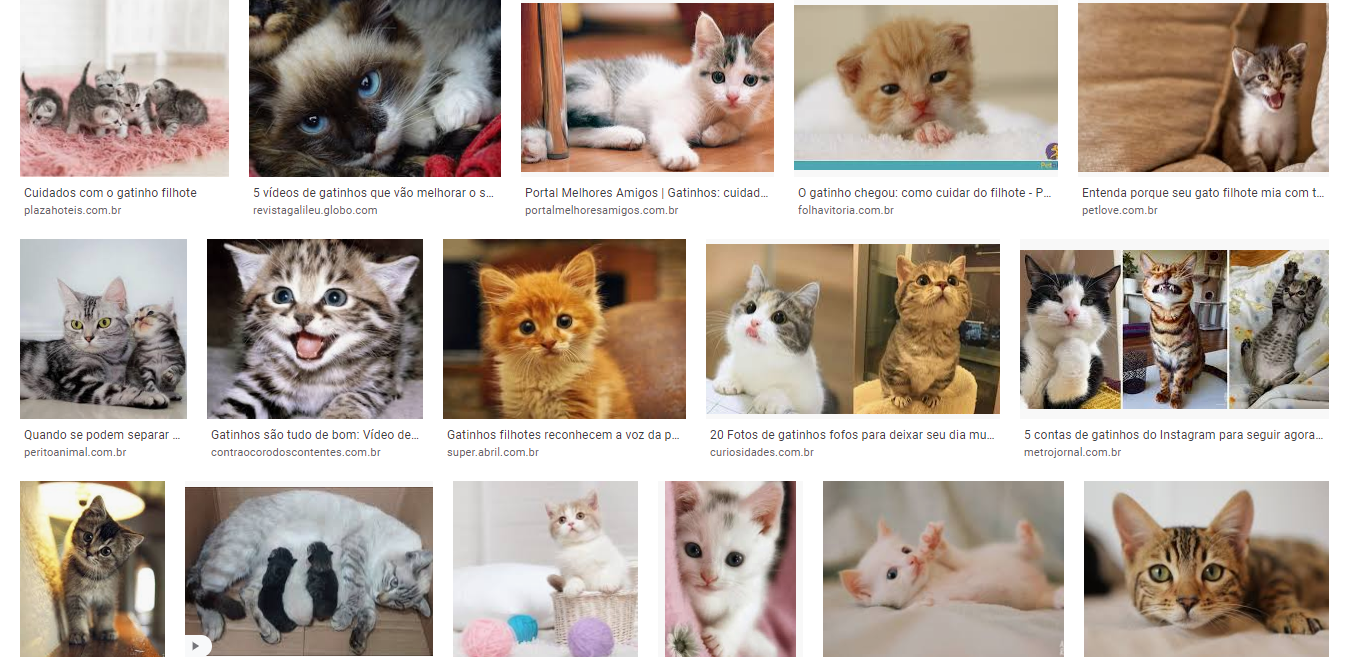 Cuidados com o gatinho filhote
plazahoteis.com.br
5 vídeos de gatinhos que vão melhorar o s...
revistagalileu.globo.com
Portal Melhores Amigos | Gatinhos: cuidad...
portalmelhoresamigos.com.br
O gatinho chegou: como cuidar do filhote - P...
folhavitoria.com.br
Entenda porque seu gato filhote mia com t...
petlove.com.br
Quando se podem separar ...
peritoanimal.com.br
Gatinhos são tudo de bom: Vídeo de...
contraocorodoscontentes.com.br
Gatinhos filhotes reconhecem a voz da p...
super.abril.com.br
20 Fotos de gatinhos fofos para deixar seu dia mu...
curiosidades.com.br
5 contas de gatinhos do Instagram para seguir agora...
metrojornal.com.br